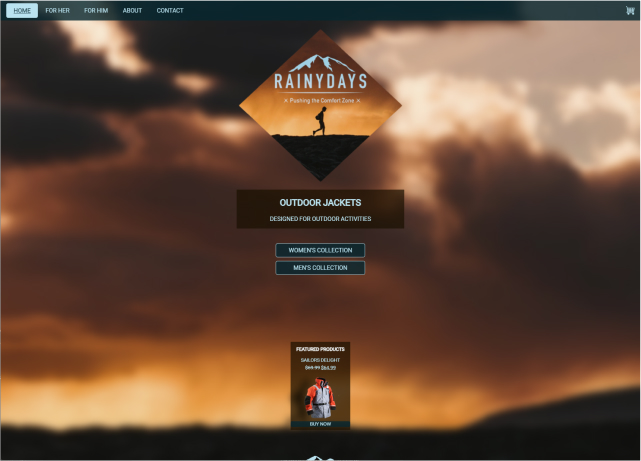 HOME FOR HER FOR HIM ABOUT CONTACT
RAINYDAYS
× Pushing the Comfort Zone ×
OUTDOOR JACKETS
DESIGNED FOR OUTDOOR ACTIVITIES
WOMEN'S COLLECTION
MEN'S COLLECTION
FEATURED PRODUCTS
SAILORS DELIGHT
$69.99 $64.99
BUY NOW